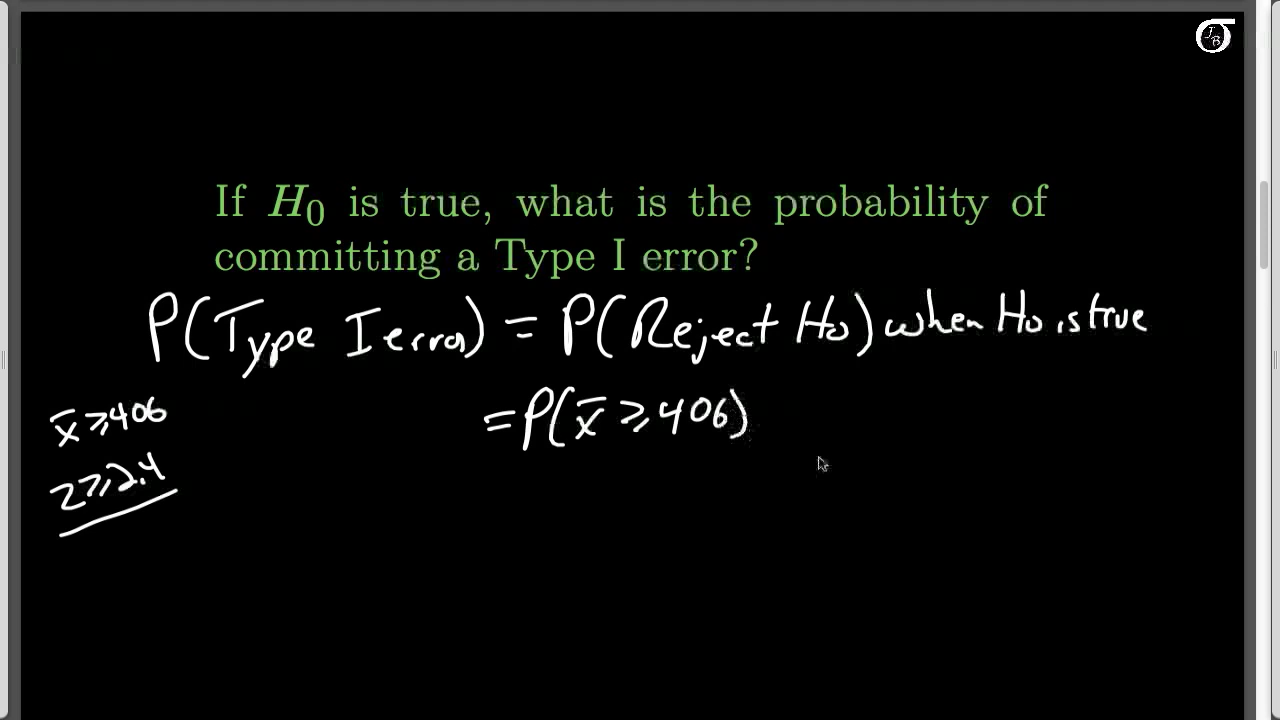 If H₀ is true, what is the probability of
committing a Type I error?
P(Type I error) = P(Reject H₀) when H₀ is true
x̄ ≥ 406
= P(x̄ ≥ 406)
z ≥ 2.4